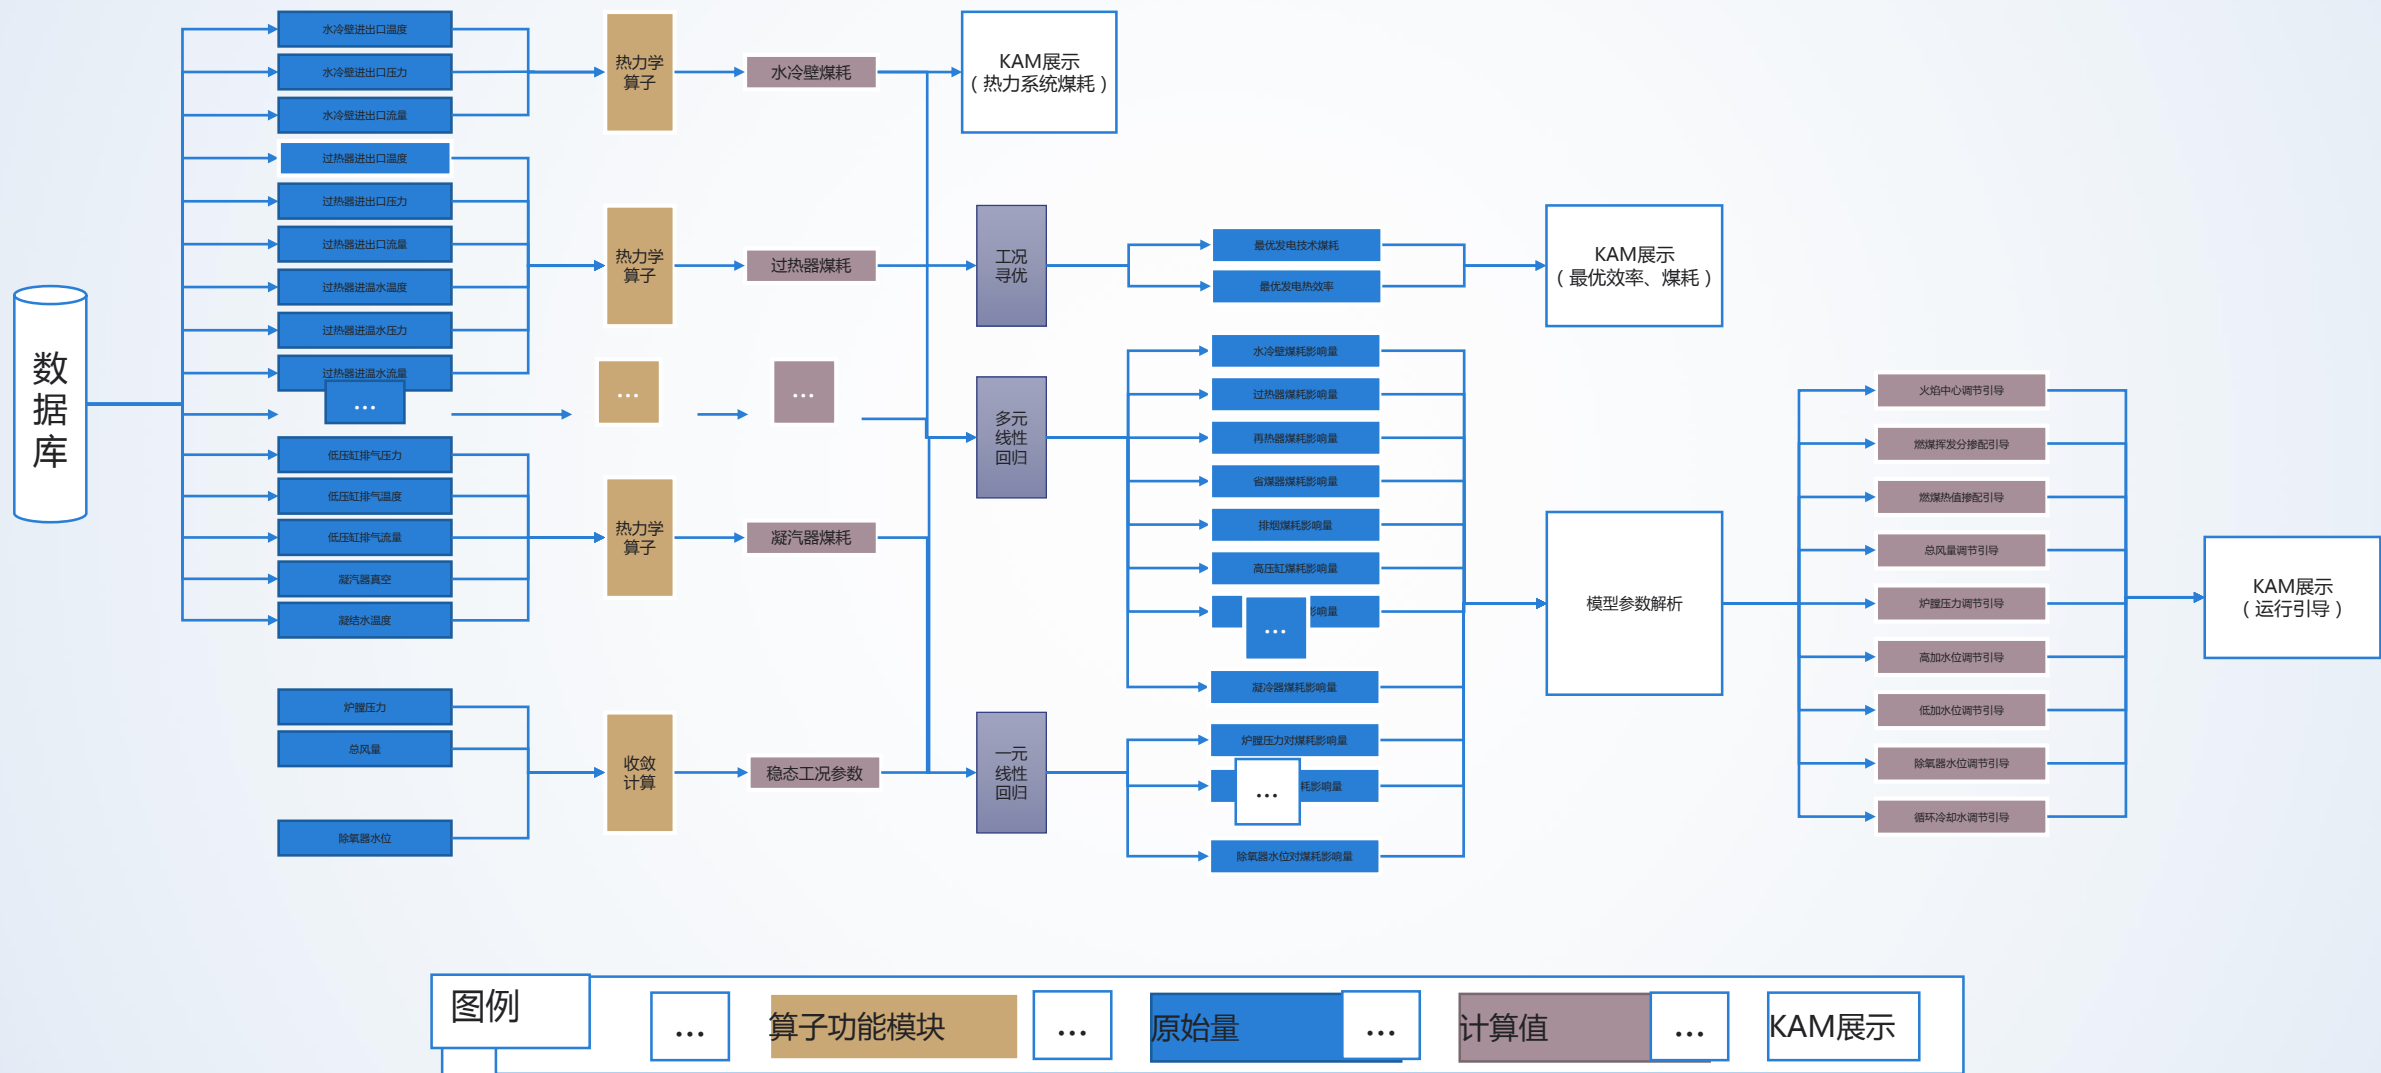 数
据
库
水冷壁进出口温度
水冷壁进出口压力
水冷壁进出口流量
过热器进出口温度
过热器进出口压力
过热器进出口流量
过热器进温水温度
过热器进温水压力
过热器进温水流量
...
低压缸排气压力
低压缸排气温度
低压缸排气流量
凝汽器真空
凝结水温度
炉膛压力
总风量
除氧器水位
热力学
算子
热力学
算子
...
热力学
算子
收敛
计算
水冷壁煤耗
过热器煤耗
...
凝汽器煤耗
稳态工况参数
KAM展示
（热力系统煤耗）
工况
寻优
多元
线性
回归
一元
线性
回归
最优发电技术煤耗
最优发电热效率
水冷壁煤耗影响量
过热器煤耗影响量
再热器煤耗影响量
省煤器煤耗影响量
排烟煤耗影响量
高压缸煤耗影响量
影响量
...
凝冷器煤耗影响量
炉膛压力对煤耗影响量
耗影响量
...
除氧器水位对煤耗影响量
KAM展示
（最优效率、煤耗）
模型参数解析
火焰中心调节引导
燃煤挥发分掺配引导
燃煤热值掺配引导
总风量调节引导
炉膛压力调节引导
高加水位调节引导
低加水位调节引导
除氧器水位调节引导
循环冷却水调节引导
KAM展示
（运行引导）
图例
...
算子功能模块
...
原始量
...
计算值
...
KAM展示